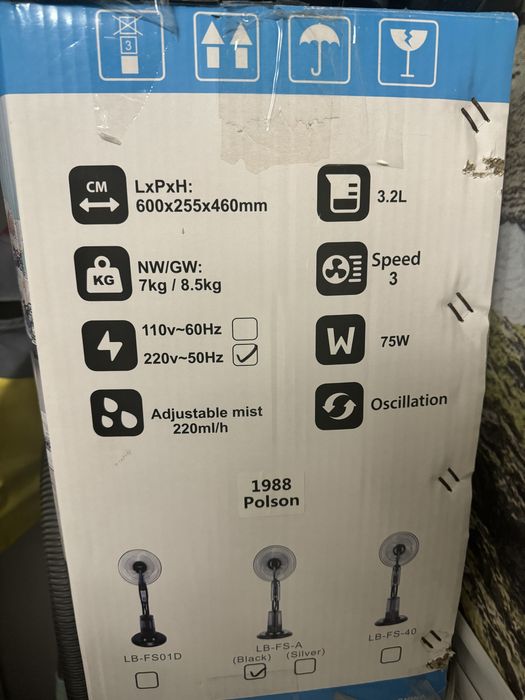 3
CM
LxPxH:
600x255x460mm
3.2L
KG
NW/GW:
7kg / 8.5kg
Speed
3
110v~60Hz
220v~50Hz
W
75W
Adjustable mist
220ml/h
Oscillation
1988
Polson
LB-FS01D
LB-FS-A
(Black) (Silver)
LB-FS-40